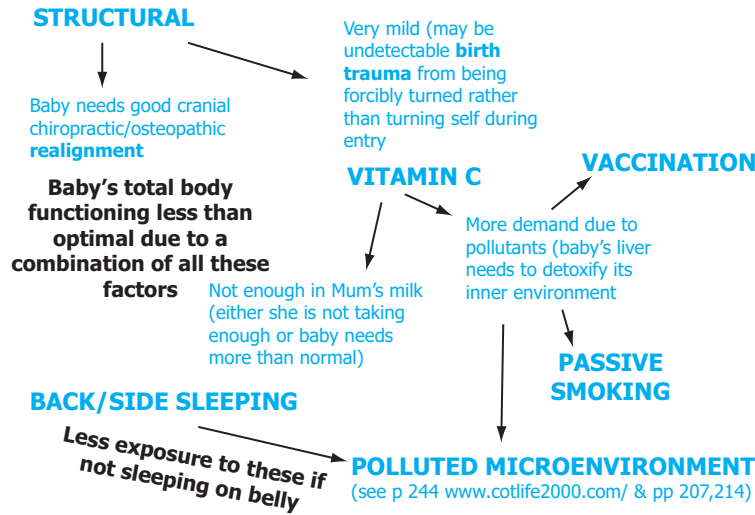 STRUCTURAL
Very mild (may be
undetectable birth
trauma from being
forcibly turned rather
than turning self during
entry
Baby needs good cranial
chiropractic/osteopathic
realignment
VACCINATION
VITAMIN C
Baby's total body
functioning less than
optimal due to a
combination of all these
factors
More demand due to
pollutants (baby's liver
needs to detoxify its
inner environment
Not enough in Mum's milk
(either she is not taking
enough or baby needs
more than normal)
PASSIVE
SMOKING
BACK/SIDE SLEEPING
Less exposure to these if
not sleeping on belly
POLLUTED MICROENVIRONMENT
(see p 244 www.cotlife2000.com/ & pp 207,214)